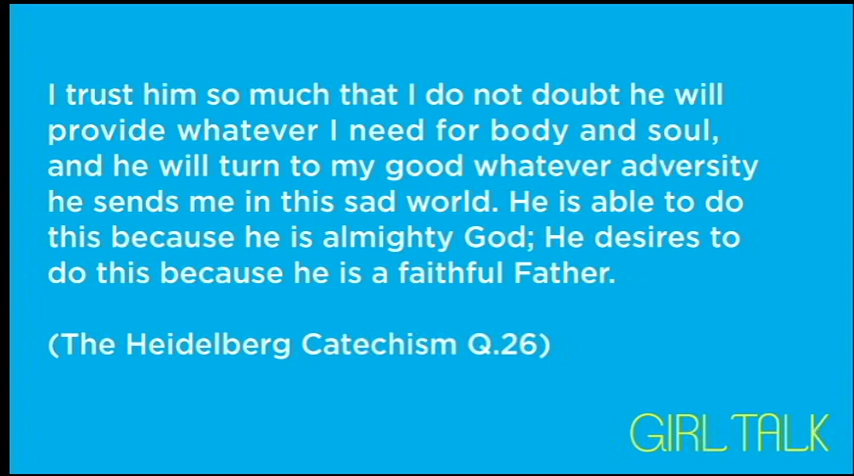 I trust him so much that I do not doubt he will
provide whatever I need for body and soul,
and he will turn to my good whatever adversity
he sends me in this sad world. He is able to do
this because he is almighty God; He desires to
do this because he is a faithful Father.
(The Heidelberg Catechism Q.26)
GIRL TALK